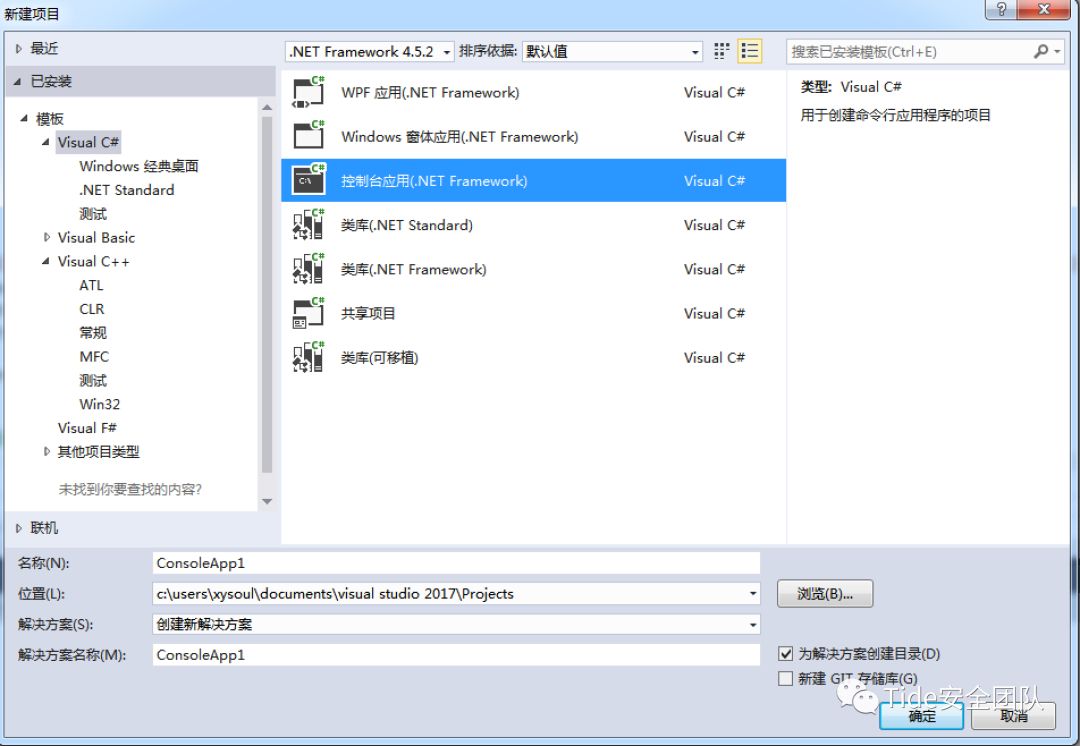 新建项目
最近
已安装
模板
Visual C#
Windows 经典桌面
.NET Standard
测试
Visual Basic
Visual C++
ATL
CLR
常规
MFC
测试
Win32
Visual F#
其他项目类型
未找到你要查找的内容?
联机
.NET Framework 4.5.2 排序依据: 默认值
搜索已安装模板(Ctrl+E)
WPF 应用(.NET Framework) Visual C#
Windows 窗体应用(.NET Framework) Visual C#
控制台应用(.NET Framework) Visual C#
类库(.NET Standard) Visual C#
类库(.NET Framework) Visual C#
共享项目 Visual C#
类库(可移植) Visual C#
类型: Visual C#
用于创建命令行应用程序的项目
名称(N): ConsoleApp1
位置(L): c:\users\xysoul\documents\visual studio 2017\Projects 浏览(B)...
解决方案(S): 创建新解决方案
解决方案名称(M): ConsoleApp1
为解决方案创建目录(D)
新建 GIT 存储库(G)
Tide安全团队
确定 取消